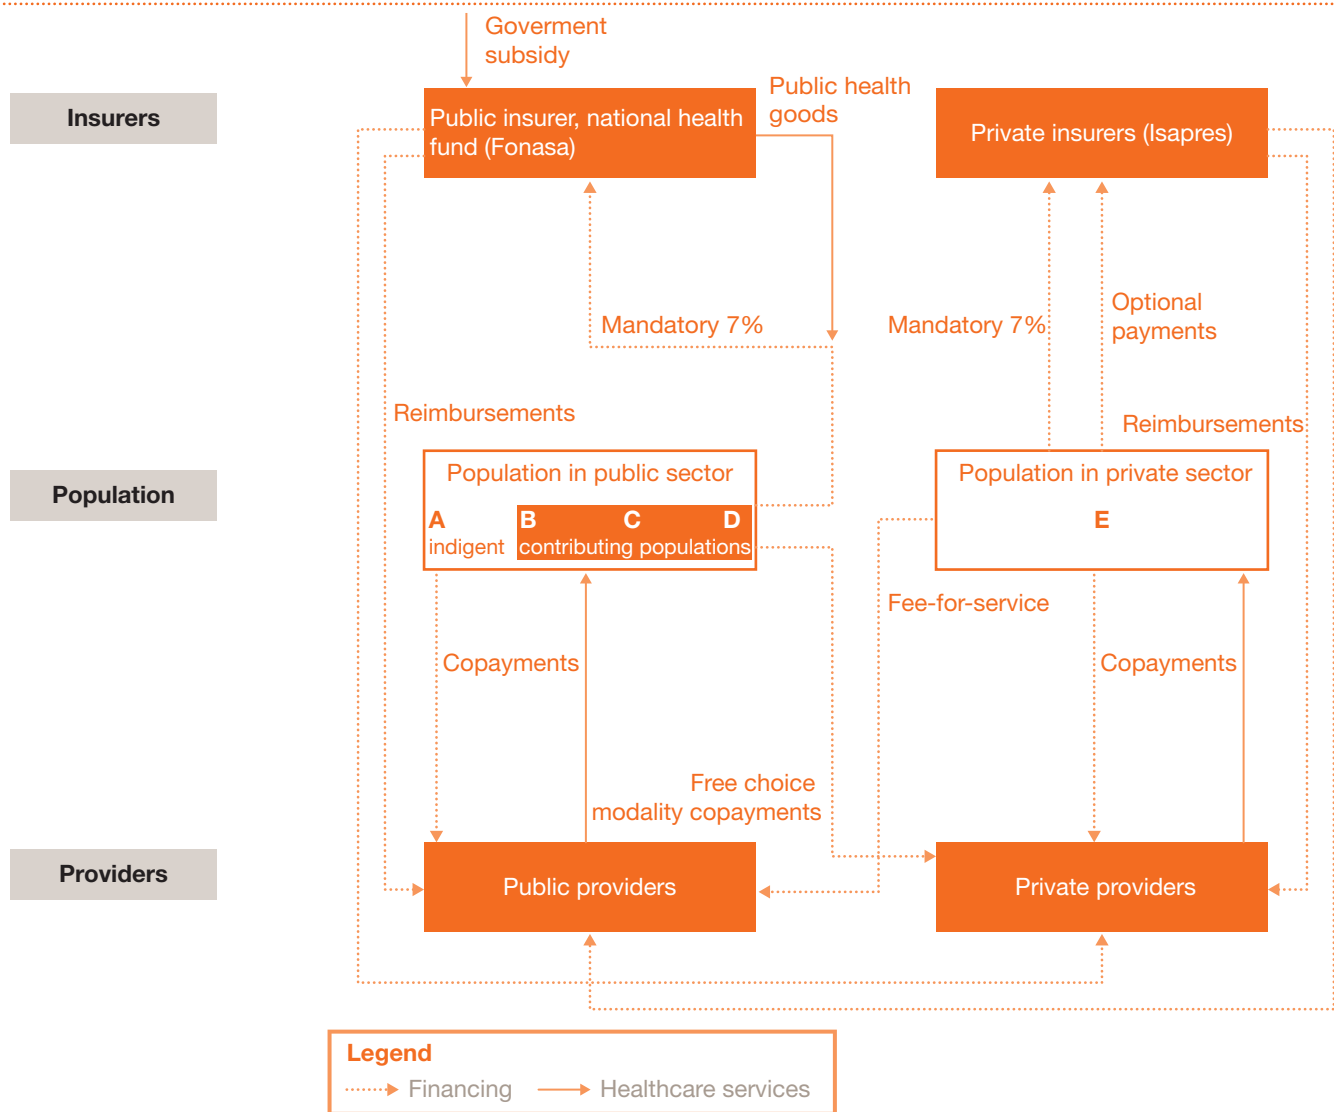 Goverment
subsidy
Insurers
Public insurer, national health
fund (Fonasa)
Public health
goods
Private insurers (Isapres)
Mandatory 7%
Mandatory 7%
Optional
payments
Reimbursements
Reimbursements
Population
Population in public sector
A
indigent
B C D
contributing populations
Population in private sector
E
Fee-for-service
Copayments
Copayments
Free choice
modality copayments
Providers
Public providers
Private providers
Legend
Financing
Healthcare services